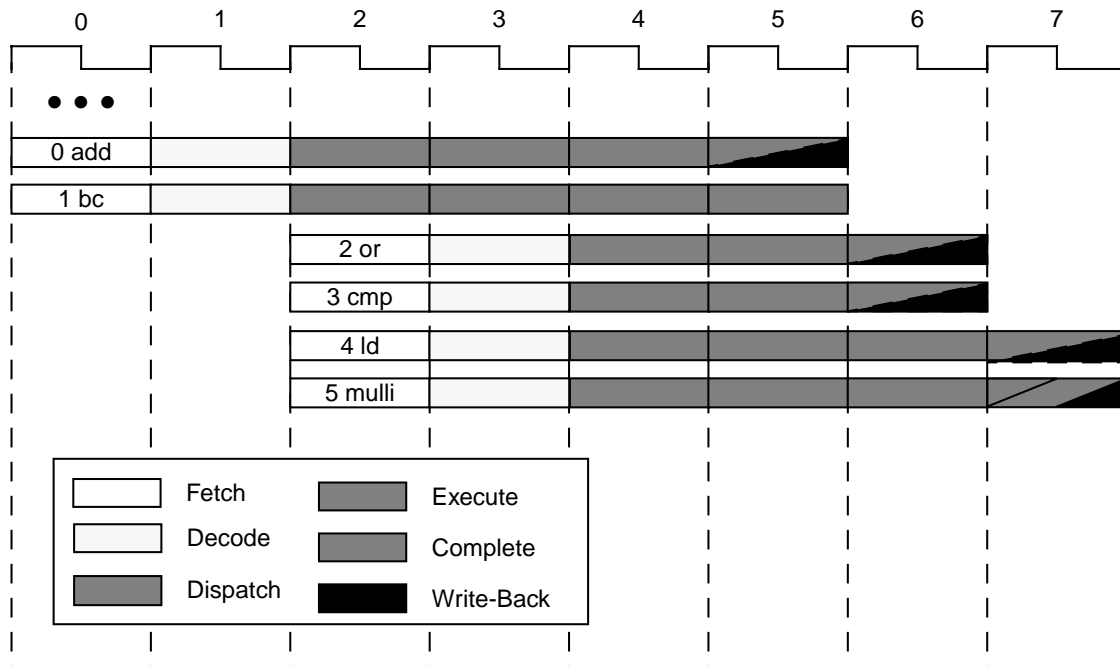 0 1 2 3 4 5 6 7
• • •
0 add
1 bc
2 or
3 cmp
4 ld
5 mulli
Fetch
Execute
Decode
Complete
Dispatch
Write-Back